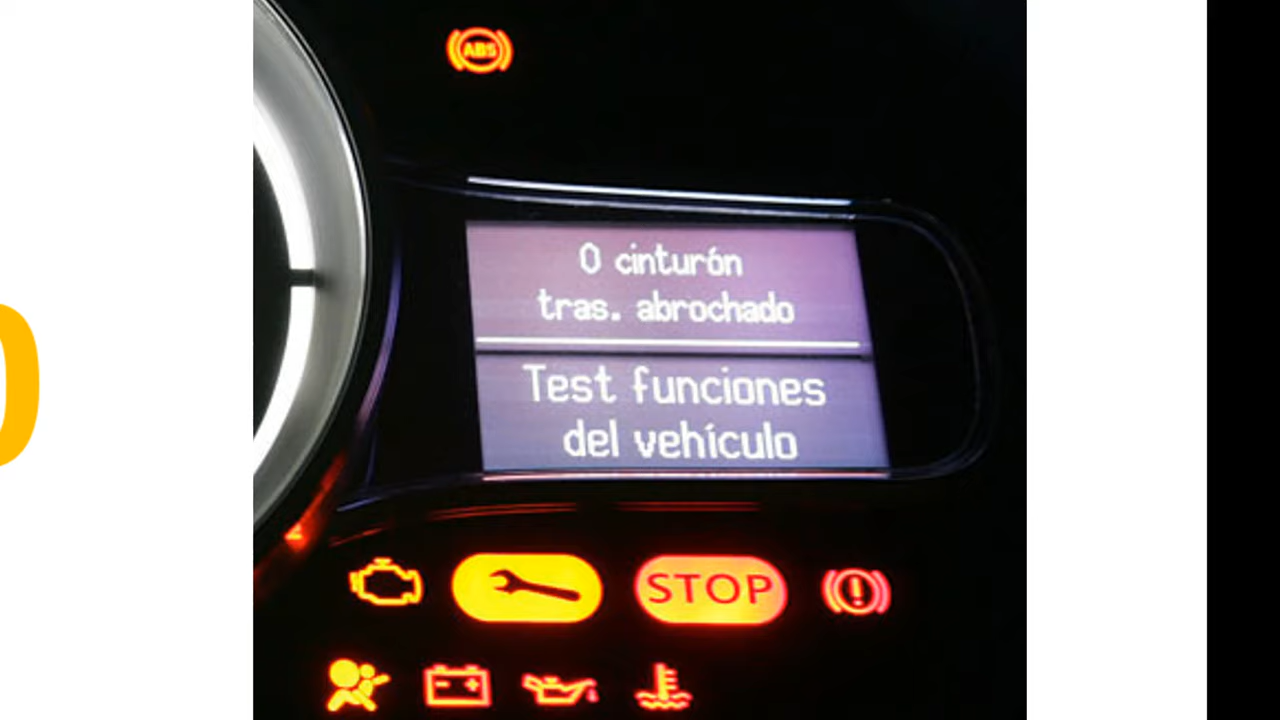 ABS
0 cinturón
tras. abrochado
Test funciones
del vehículo
STOP